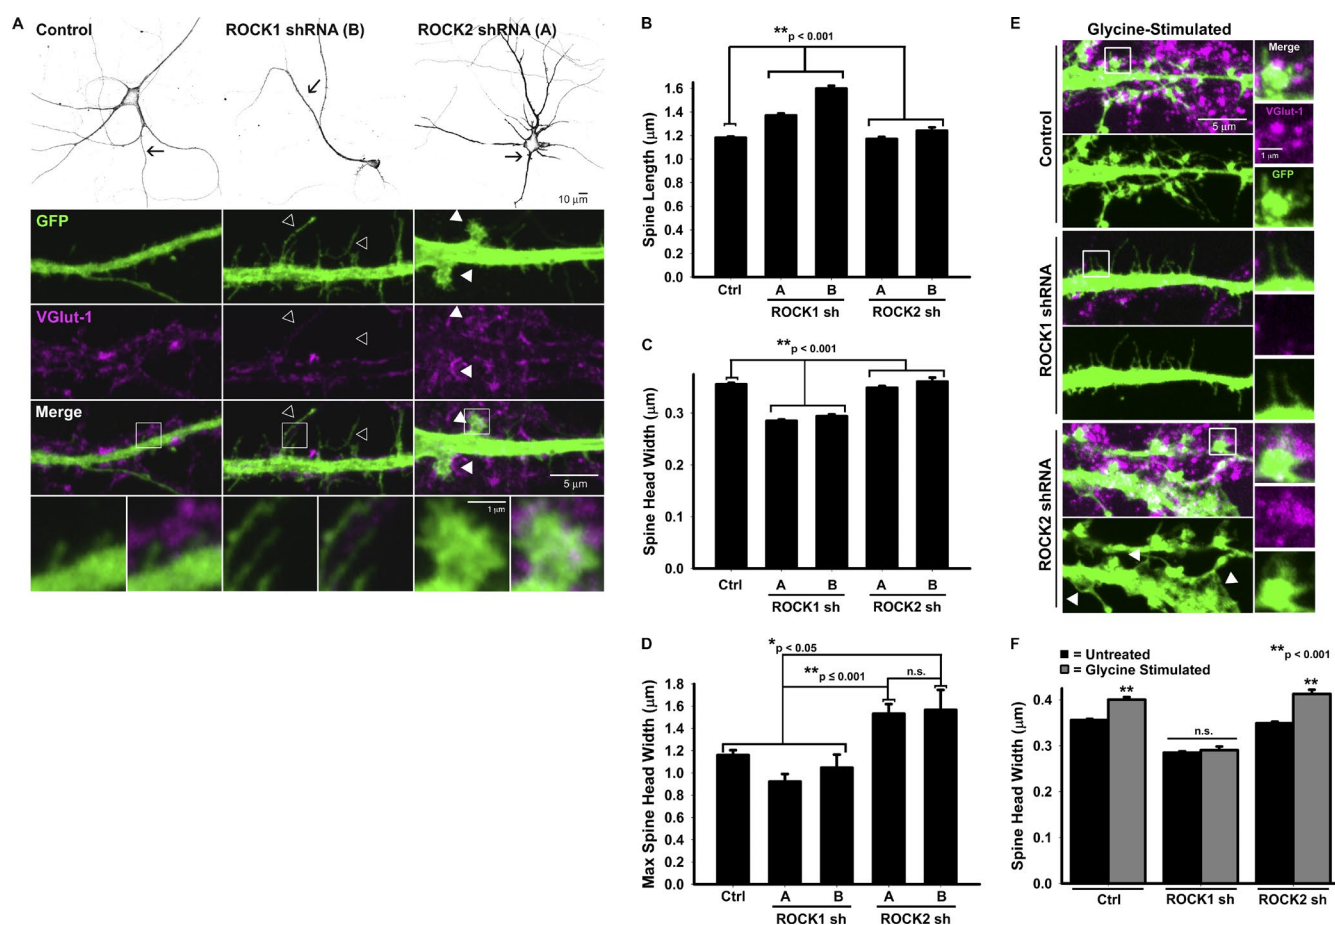 A
Control
ROCK1 shRNA (B)
ROCK2 shRNA (A)
10 μm
GFP
VGlut-1
Merge
5 μm
1 μm
B
**p < 0.001
Spine Length (μm)
1.6
1.4
1.2
1.0
0.8
0.6
0.4
0.2
0.0
Ctrl
A
B
A
B
ROCK1 sh
ROCK2 sh
C
**p < 0.001
Spine Head Width (μm)
0.3
0.2
0.1
0.0
Ctrl
A
B
A
B
ROCK1 sh
ROCK2 sh
D
*p < 0.05
**p ≤ 0.001
n.s.
Max Spine Head Width (μm)
1.8
1.6
1.4
1.2
1.0
0.8
0.6
0.4
0.2
0.0
Ctrl
A
B
A
B
ROCK1 sh
ROCK2 sh
E
Glycine-Stimulated
Control
ROCK1 shRNA
ROCK2 shRNA
Merge
VGlut-1
5 μm
1 μm
GFP
F
= Untreated
= Glycine Stimulated
**p < 0.001
Spine Head Width (μm)
0.4
0.3
0.2
0.1
0.0
**
n.s.
**
Ctrl
ROCK1 sh
ROCK2 sh